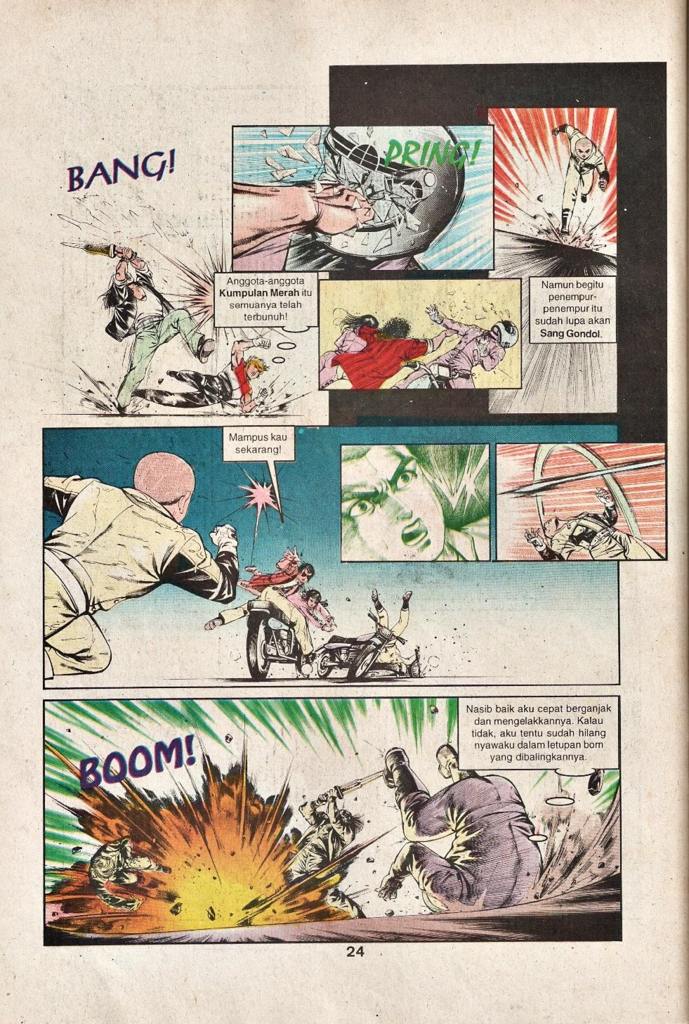 BANG!
PRING!
Anggota-anggota
Kumpulan Merah itu
semuanya telah
terbunuh!
Namun begitu
penempur-
penempur itu
sudah lupa akan
Sang Gondol.
Mampus kau
sekarang!
BOOM!
Nasib baik aku cepat berganjak
dan mengelakkannya. Kalau
tidak, aku tentu sudah hilang
nyawaku dalam letupan bom
yang dibalingkannya.
24